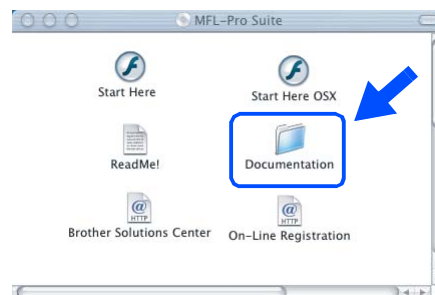 MFL-Pro Suite
Start Here
Start Here OSX
ReadMe!
Documentation
@
HTTP
Brother Solutions Center
@
HTTP
On-Line Registration